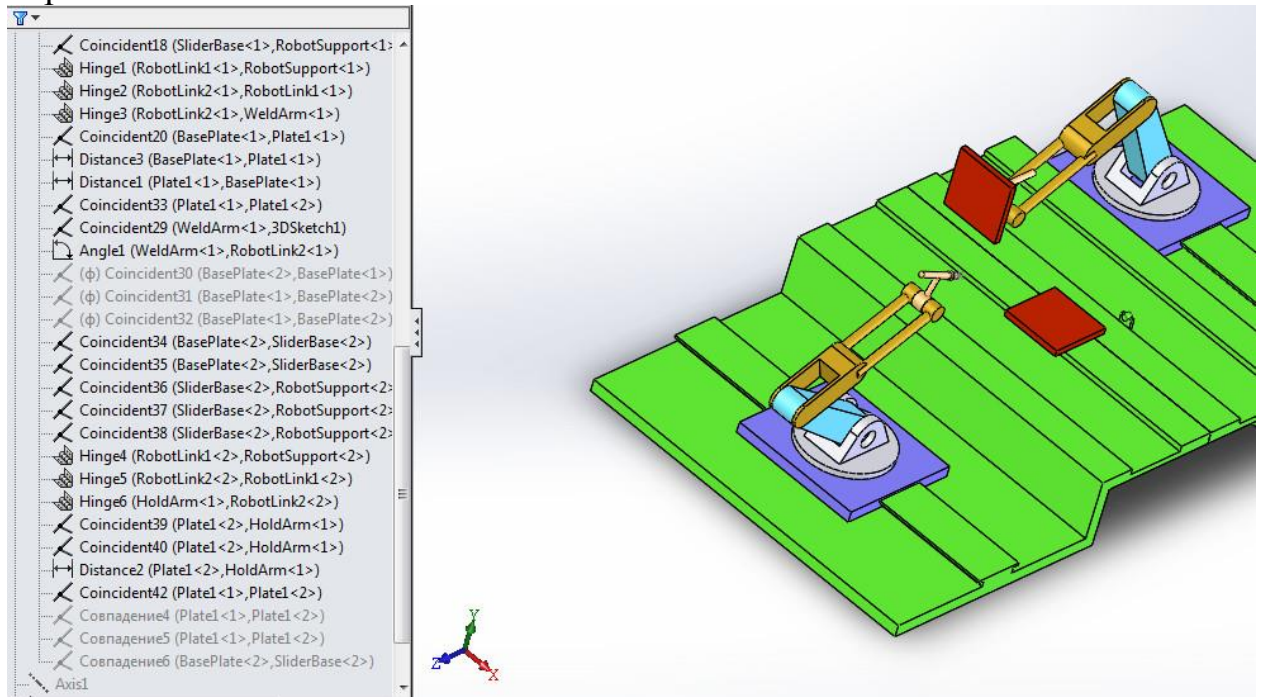 Coincident18 (SliderBase<1>,RobotSupport<1>
Hinge1 (RobotLink1<1>,RobotSupport<1>)
Hinge2 (RobotLink2<1>,RobotLink1<1>)
Hinge3 (RobotLink2<1>,WeldArm<1>)
Coincident20 (BasePlate<1>,Plate1<1>)
Distance3 (BasePlate<1>,Plate1<1>)
Distance1 (Plate1<1>,BasePlate<1>)
Coincident33 (Plate1<1>,Plate1<2>)
Coincident29 (WeldArm<1>,3DSketch1)
Angle1 (WeldArm<1>,RobotLink2<1>)
(ф) Coincident30 (BasePlate<2>,BasePlate<1>)
(ф) Coincident31 (BasePlate<1>,BasePlate<2>)
(ф) Coincident32 (BasePlate<1>,BasePlate<2>)
Coincident34 (BasePlate<2>,SliderBase<2>)
Coincident35 (BasePlate<2>,SliderBase<2>)
Coincident36 (SliderBase<2>,RobotSupport<2>
Coincident37 (SliderBase<2>,RobotSupport<2>
Coincident38 (SliderBase<2>,RobotSupport<2>
Hinge4 (RobotLink1<2>,RobotSupport<2>)
Hinge5 (RobotLink2<2>,RobotLink1<2>)
Hinge6 (HoldArm<1>,RobotLink2<2>)
Coincident39 (Plate1<2>,HoldArm<1>)
Coincident40 (Plate1<2>,HoldArm<1>)
Distance2 (Plate1<2>,HoldArm<1>)
Coincident42 (Plate1<1>,Plate1<2>)
Совпадение4 (Plate1<1>,Plate1<2>)
Совпадение5 (Plate1<1>,Plate1<2>)
Совпадение6 (BasePlate<2>,SliderBase<2>)
Axis1
Y
Z
X